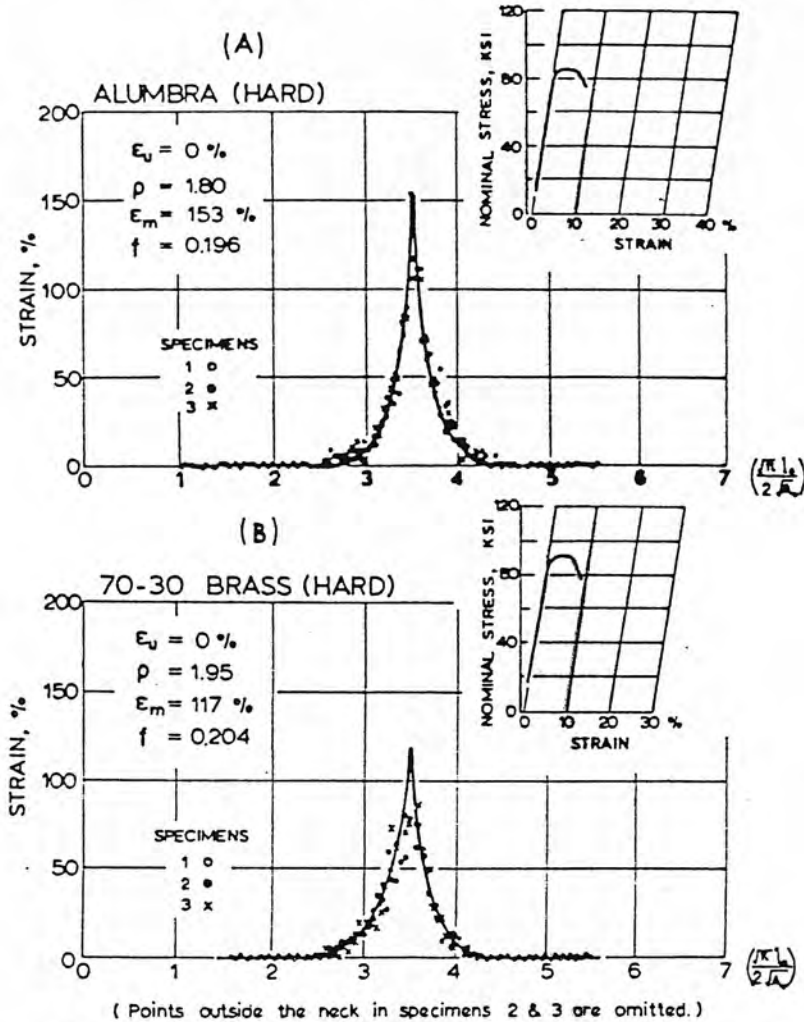 (A)
ALUMBRA (HARD)
STRAIN, %
200
150
100
50
0
εu = 0 %
ρ = 1.80
εm = 153 %
f = 0.196
SPECIMENS
1 o
2 •
3 x
0 1 2 3 4 5 6 7
NOMINAL STRESS, KSI
120
80
40
0
0 10 20 30 40 %
STRAIN
(B)
70-30 BRASS (HARD)
STRAIN, %
200
150
100
50
0
εu = 0 %
ρ = 1.95
εm = 117 %
f = 0.204
SPECIMENS
1 o
2 •
3 x
0 1 2 3 4 5 6 7
NOMINAL STRESS, KSI
120
80
40
0
0 10 20 30 %
STRAIN
( Points outside the neck in specimens 2 & 3 are omitted. )